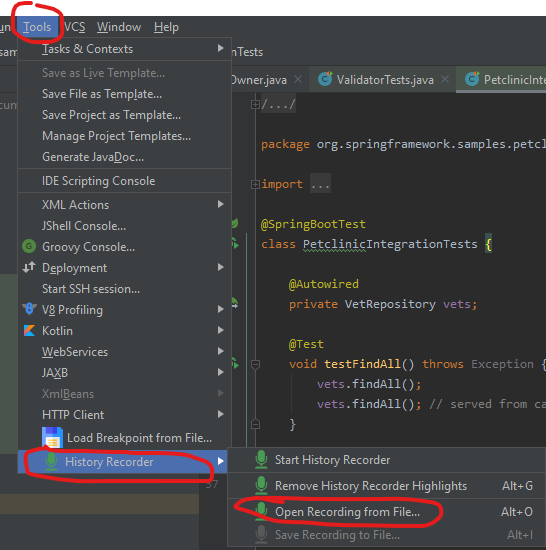 un Tools VCS Window Help
Tasks & Contexts
nTests
Save as Live Template...
Save File as Template...
Save Project as Template...
Manage Project Templates...
Generate JavaDoc...
IDE Scripting Console
XML Actions
JShell Console...
Groovy Console...
Deployment
Start SSH session...
V8 Profiling
Kotlin
WebServices
JAXB
XmlBeans
HTTP Client
Load Breakpoint from File...
History Recorder
Owner.java ValidatorTests.java PetclinicInte
/.../
package org.springframework.samples.petcl
import ...
@SpringBootTest
class PetclinicIntegrationTests {
@Autowired
private VetRepository vets;
@Test
void testFindAll() throws Exception {
vets.findAll();
vets.findAll(); // served from ca
}
Start History Recorder
Remove History Recorder Highlights Alt+G
Open Recording from File... Alt+O
Save Recording to File... Alt+I
37